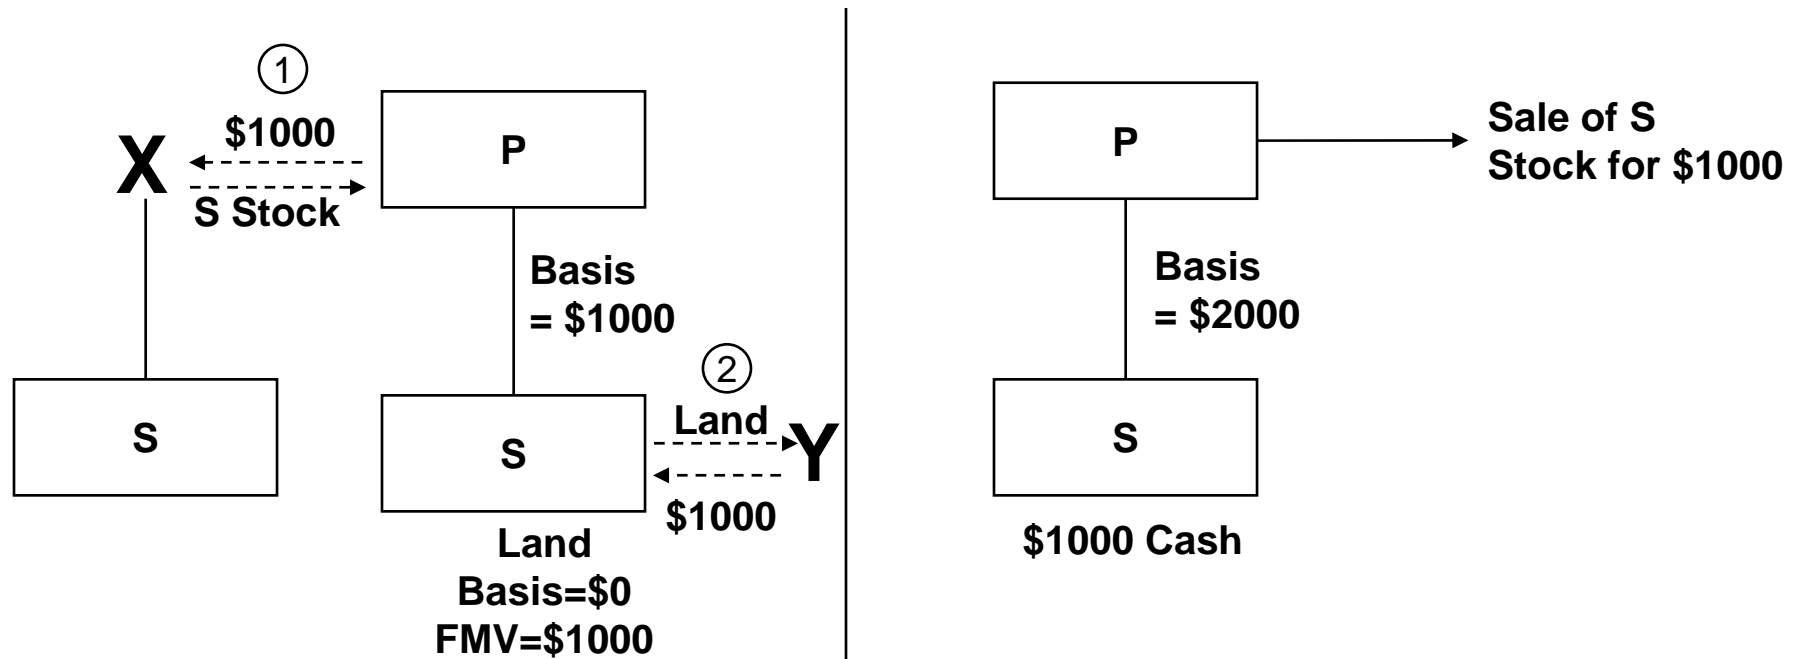 1
$1000
X
S Stock
P
Basis
= $1000
S
S
2
Land
Y
$1000
Land
Basis=$0
FMV=$1000
P
Sale of S
Stock for $1000
Basis
= $2000
S
$1000 Cash